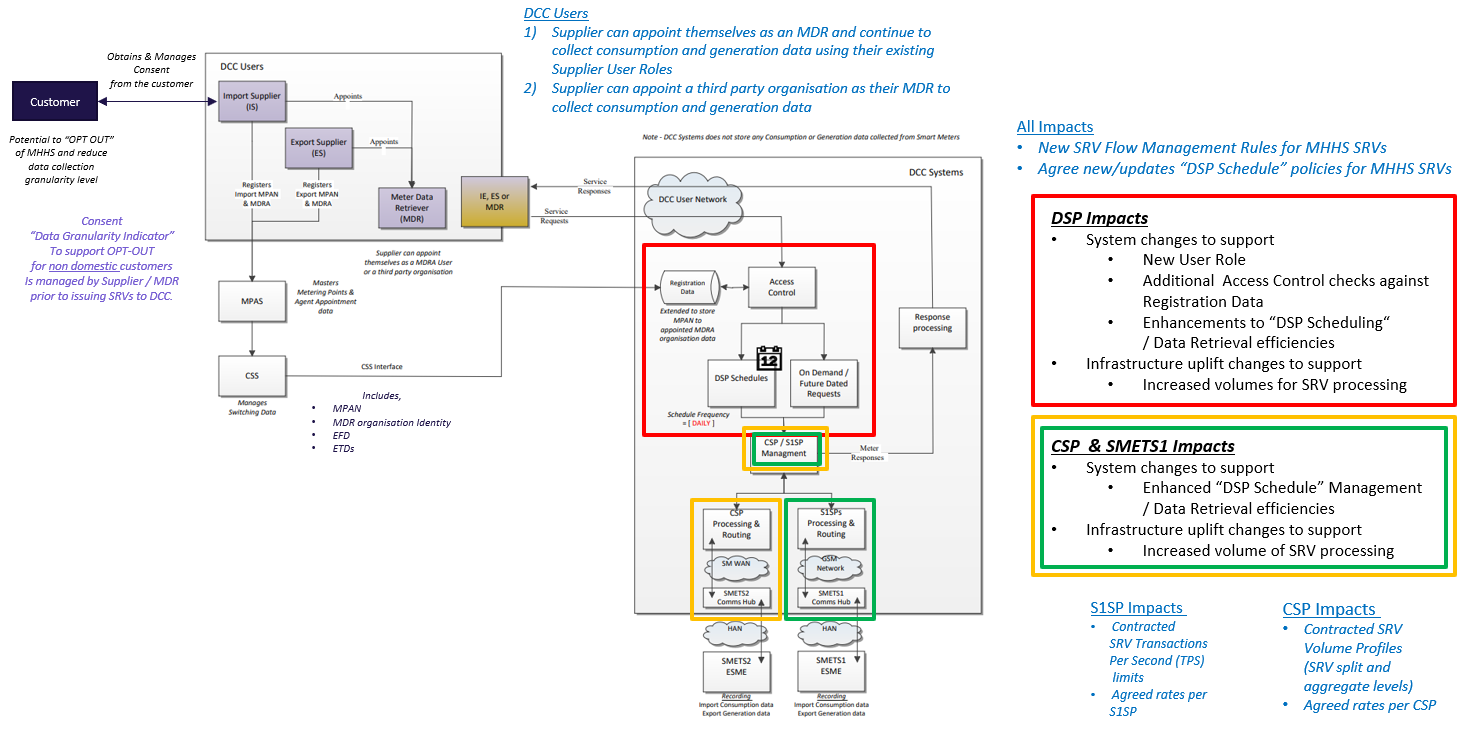 DCC Users
1) Supplier can appoint themselves as an MDR and continue to
collect consumption and generation data using their existing
Supplier User Roles
2) Supplier can appoint a third party organisation as their MDR to
collect consumption and generation data
Obtains & Manages
Consent
from the customer
Customer
Potential to “OPT OUT”
of MHHS and reduce
data collection
granularity level
Consent
“Data Granularity Indicator”
To support OPT-OUT
for non domestic customers
Is managed by Supplier / MDR
prior to issuing SRVs to DCC.
DCC Users
Import Supplier
(IS)
Appoints
Export Supplier
(ES)
Appoints
Registers
Import MPAN
& MDRA
Registers
Export MPAN
& MDRA
Meter Data
Retriever
(MDR)
IE, ES or
MDR
Supplier can appoint
themselves as a MDRA User
or a third party organisation
MPAS
Masters
Metering Points &
Agent Appointment
data
CSS
Manages
Switching Data
CSS Interface
Includes,
• MPAN
• MDR organisation Identity
• EFD
• ETDs
Note - DCC Systems does not store any Consumption or Generation data collected from Smart Meters
DCC Systems
Service
Responses
Service
Requests
DCC User Network
Registration
Data
Access
Control
Extended to store
MPAN to
appointed MDRA
organisation data
Response
processing
12
DSP Schedules
On Demand /
Future Dated
Requests
Schedule Frequency
= [ DAILY ]
CSP / S1SP
Managment
Meter
Responses
CSP
Processing &
Routing
S1SPs
Processing &
Routing
SM WAN
GSM
Network
SMETS2
Comms Hub
SMETS1
Comms Hub
HAN
HAN
SMETS2
ESME
SMETS1
ESME
Recording
Import Consumption data
Export Generation data
Recording
Import Consumption data
Export Generation data
All Impacts
• New SRV Flow Management Rules for MHHS SRVs
• Agree new/updates “DSP Schedule” policies for MHHS SRVs
DSP Impacts
• System changes to support
• New User Role
• Additional Access Control checks against
Registration Data
• Enhancements to “DSP Scheduling“
/ Data Retrieval efficiencies
• Infrastructure uplift changes to support
• Increased volumes for SRV processing
CSP & SMETS1 Impacts
• System changes to support
• Enhanced “DSP Schedule” Management
/ Data Retrieval efficiencies
• Infrastructure uplift changes to support
• Increased volume of SRV processing
S1SP Impacts
• Contracted
SRV Transactions
Per Second (TPS)
limits
• Agreed rates per
S1SP
CSP Impacts
• Contracted SRV
Volume Profiles
(SRV split and
aggregate levels)
• Agreed rates per CSP